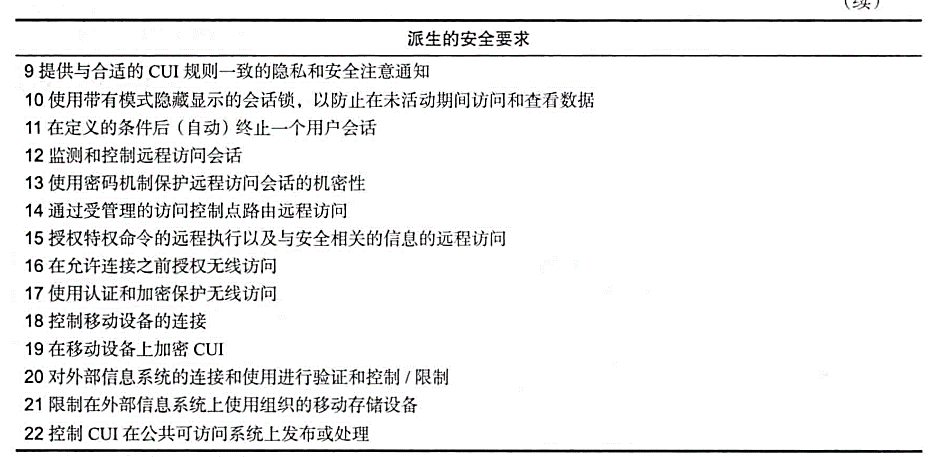 （续）
派生的安全要求
9 提供与合适的 CUI 规则一致的隐私和安全注意通知
10 使用带有模式隐藏显示的会话锁，以防止在未活动期间访问和查看数据
11 在定义的条件后（自动）终止一个用户会话
12 监测和控制远程访问会话
13 使用密码机制保护远程访问会话的机密性
14 通过受管理的访问控制点路由远程访问
15 授权特权命令的远程执行以及与安全相关的信息的远程访问
16 在允许连接之前授权无线访问
17 使用认证和加密保护无线访问
18 控制移动设备的连接
19 在移动设备上加密 CUI
20 对外部信息系统的连接和使用进行验证和控制 / 限制
21 限制在外部信息系统上使用组织的移动存储设备
22 控制 CUI 在公共可访问系统上发布或处理